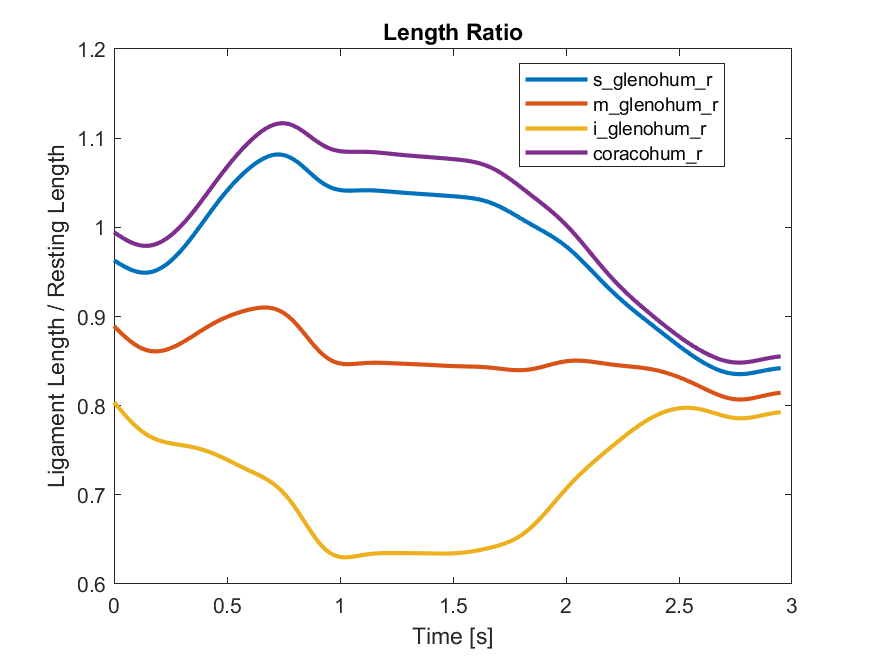 Length Ratio
1.2
1.1
1
0.9
0.8
0.7
0.6
Ligament Length / Resting Length
s_glenohum_r
m_glenohum_r
i_glenohum_r
coracohum_r
0
0.5
1
1.5
2
2.5
3
Time [s]